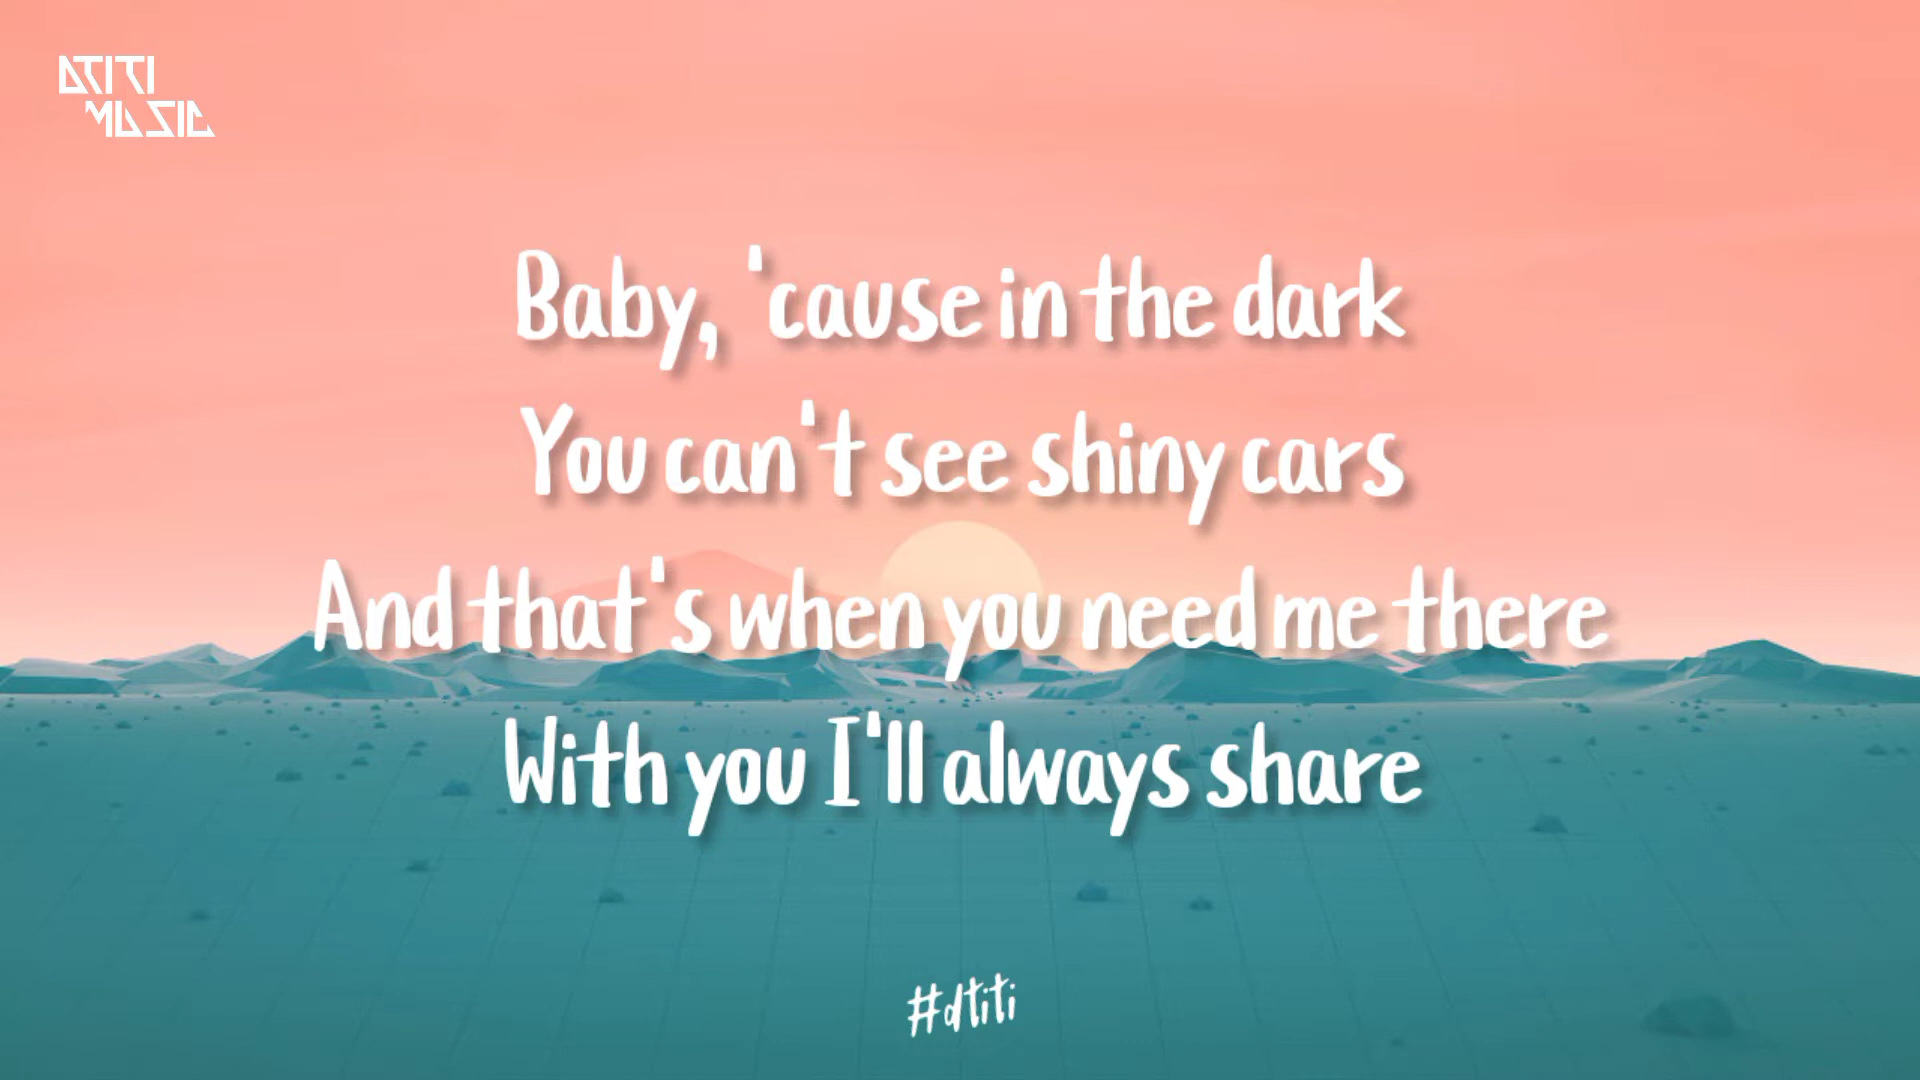 DTITI
MUSIC
Baby, 'cause in the dark
You can't see shiny cars
And that's when you need me there
With you I'll always share
#dtiti